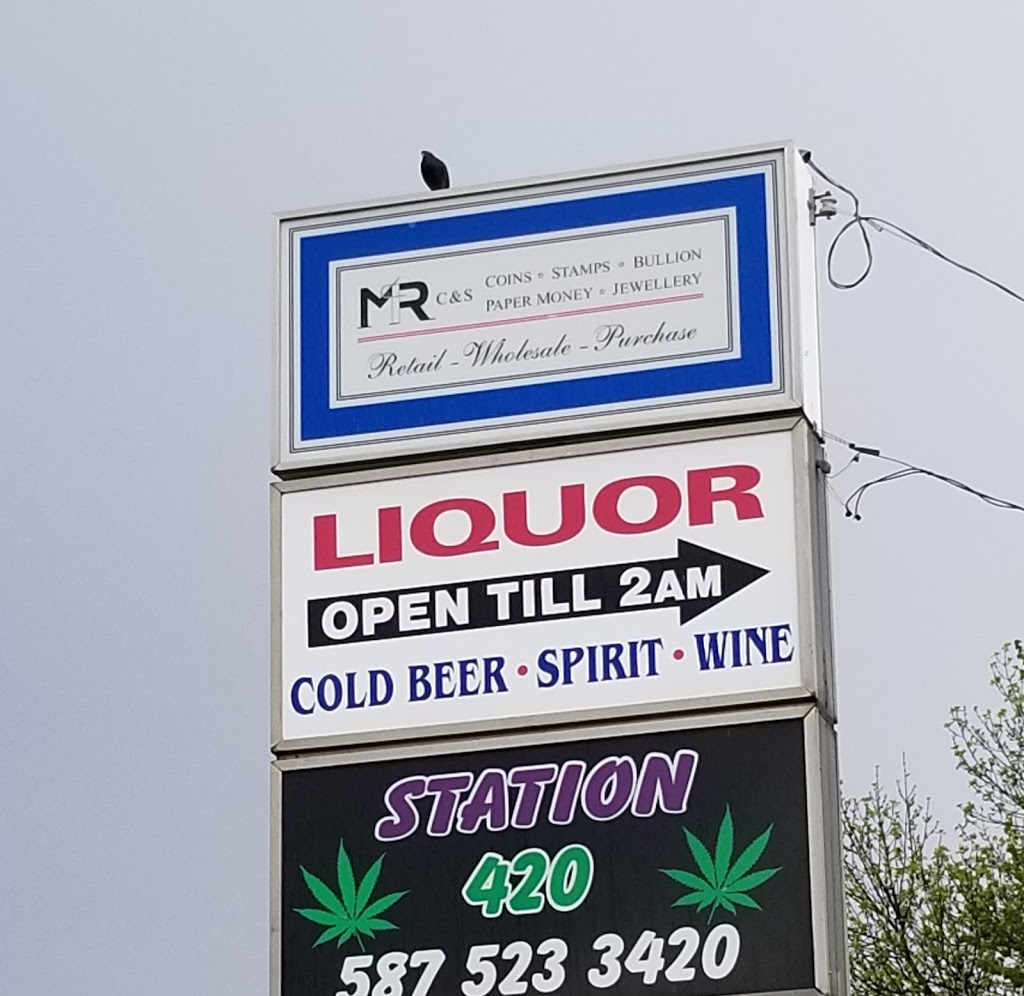 MR C&S COINS * STAMPS * BULLION
PAPER MONEY * JEWELLERY
Retail - Wholesale - Purchase
LIQUOR
OPEN TILL 2AM
COLD BEER • SPIRIT • WINE
STATION
420
587 523 3420